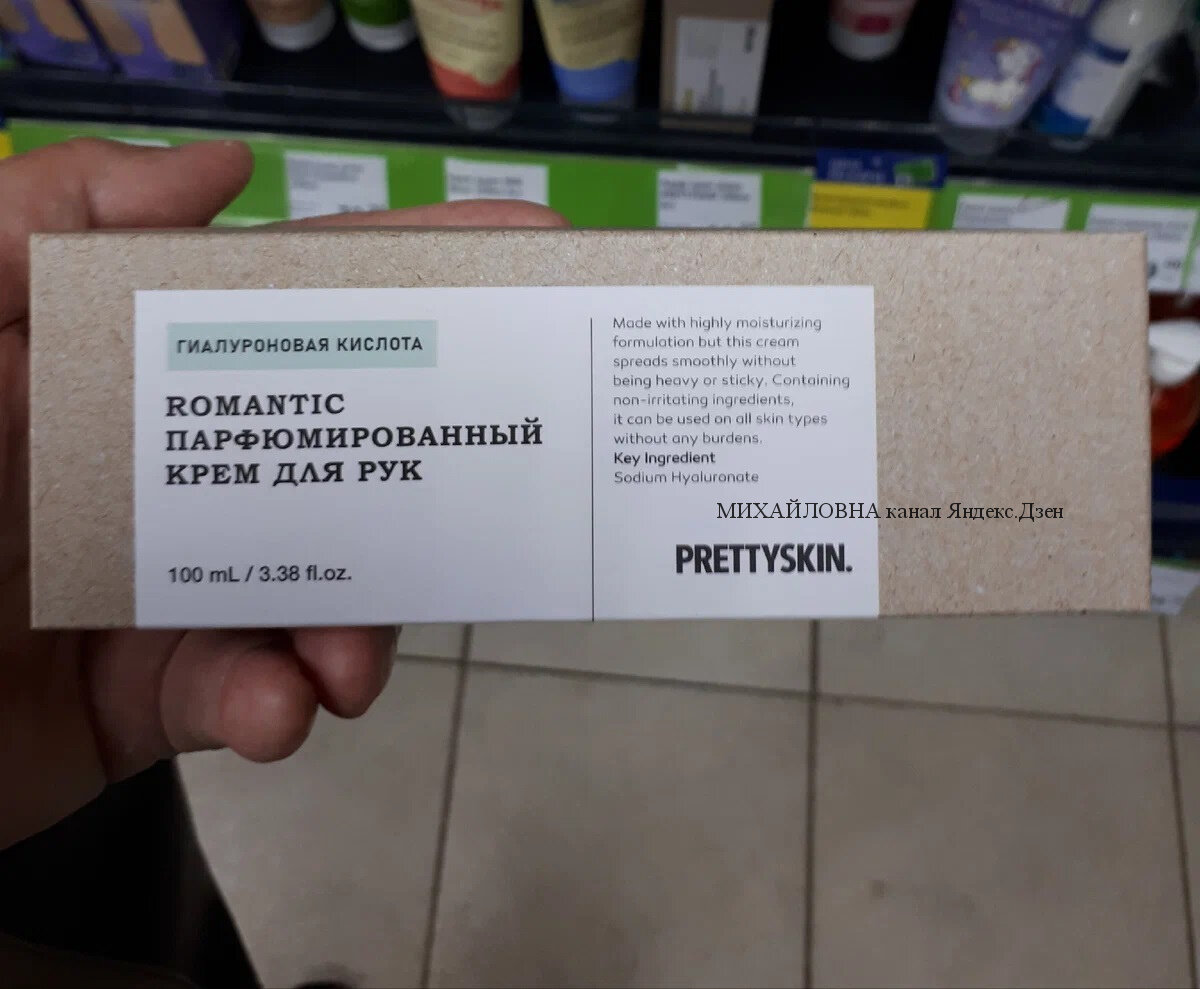 ГИАЛУРОНОВАЯ КИСЛОТА
ROMANTIC
ПАРФЮМИРОВАННЫЙ
КРЕМ ДЛЯ РУК
100 mL / 3.38 fl.oz.
Made with highly moisturizing
formulation but this cream
spreads smoothly without
being heavy or sticky. Containing
non-irritating ingredients,
it can be used on all skin types
without any burdens.
Key Ingredient
Sodium Hyaluronate
МИХАЙЛОВНА канал Яндекс.Дзен
PRETTYSKIN.